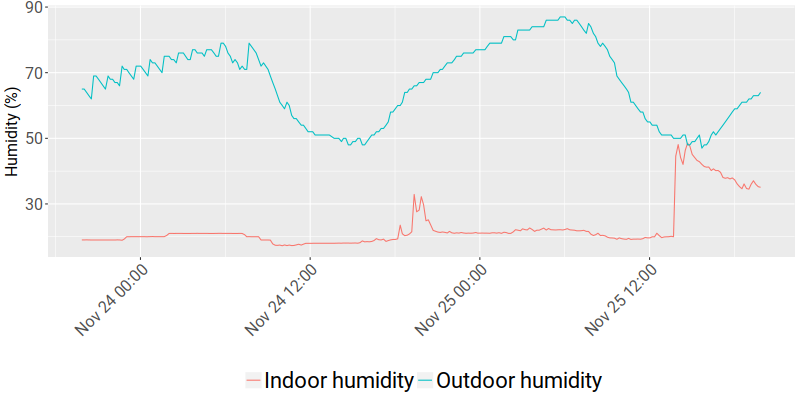 90
70
50
30
Humidity (%)
Nov 24 00:00
Nov 24 12:00
Nov 25 00:00
Nov 25 12:00
Indoor humidity
Outdoor humidity